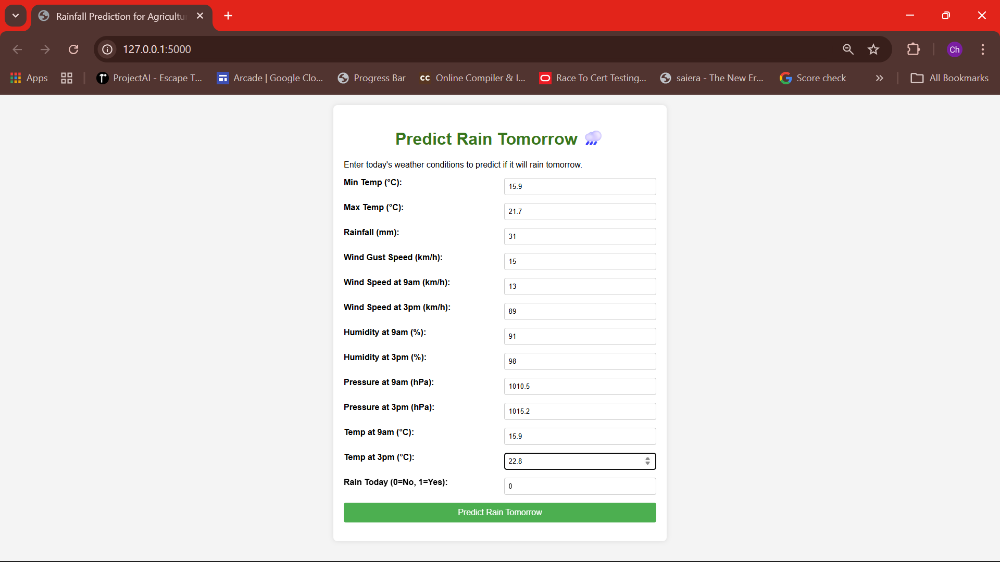 Rainfall Prediction for Agricultu
127.0.0.1:5000
Ch
Apps
ProjectAI - Escape T...
Arcade | Google Clo...
Progress Bar
CC Online Compiler & I...
Race To Cert Testing...
saiera - The New Er...
Score check
All Bookmarks
Predict Rain Tomorrow
Enter today's weather conditions to predict if it will rain tomorrow.
Min Temp (°C): 15.9
Max Temp (°C): 21.7
Rainfall (mm): 31
Wind Gust Speed (km/h): 15
Wind Speed at 9am (km/h): 13
Wind Speed at 3pm (km/h): 89
Humidity at 9am (%): 91
Humidity at 3pm (%): 98
Pressure at 9am (hPa): 1010.5
Pressure at 3pm (hPa): 1015.2
Temp at 9am (°C): 15.9
Temp at 3pm (°C): 22.8
Rain Today (0=No, 1=Yes): 0
Predict Rain Tomorrow